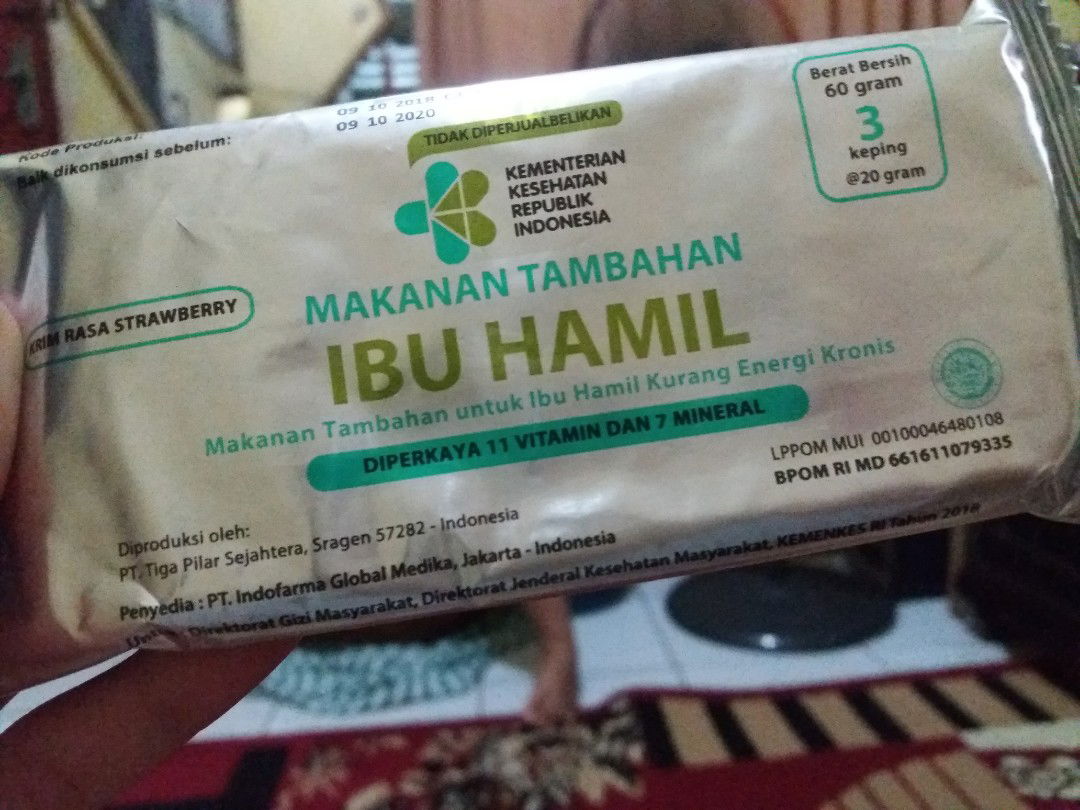 Kode Produksi:
09 10 2018
Baik dikonsumsi sebelum:
09 10 2020
TIDAK DIPERJUALBELIKAN
KEMENTERIAN
KESEHATAN
REPUBLIK
INDONESIA
Berat Bersih
60 gram
3
keping
@20 gram
KRIM RASA STRAWBERRY
MAKANAN TAMBAHAN
IBU HAMIL
Makanan Tambahan untuk Ibu Hamil Kurang Energi Kronis
DIPERKAYA 11 VITAMIN DAN 7 MINERAL
LPPOM MUI 00100046480108
BPOM RI MD 661611079335
Diproduksi oleh:
PT. Tiga Pilar Sejahtera, Sragen 57282 - Indonesia
Penyedia : PT. Indofarma Global Medika, Jakarta - Indonesia
Untuk : Direktorat Gizi Masyarakat, Direktorat Jenderal Kesehatan Masyarakat, KEMENKES RI Tahun 2018